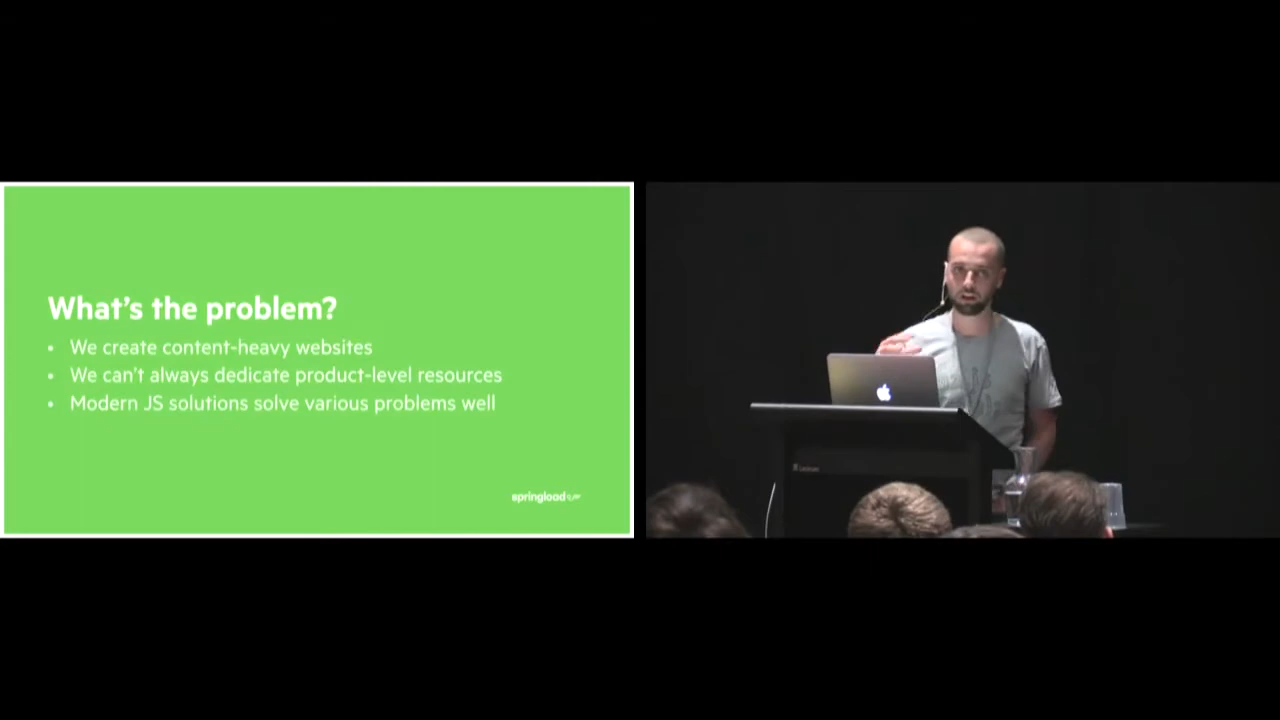 What's the problem?
• We create content-heavy websites
• We can't always dedicate product-level resources
• Modern JS solutions solve various problems well
springload